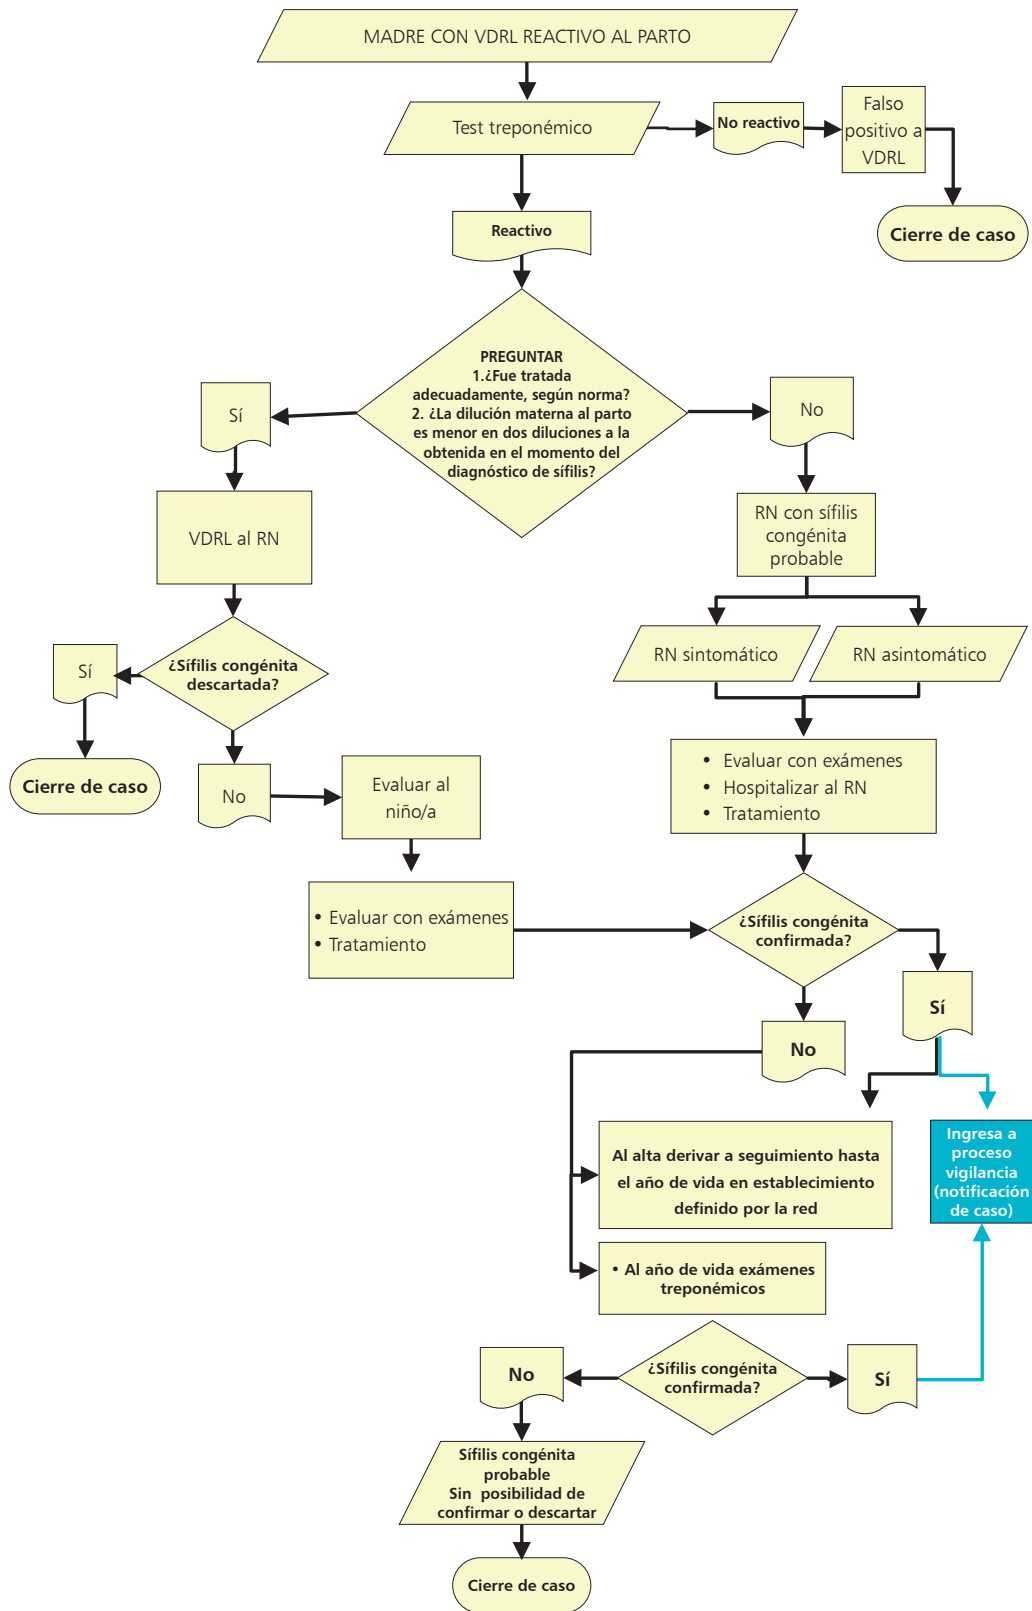 MADRE CON VDRL REACTIVO AL PARTO
Test treponémico
No reactivo
Falso
positivo a
VDRL
Cierre de caso
Reactivo
PREGUNTAR
1.¿Fue tratada
adecuadamente, según norma?
2. ¿La dilución materna al parto
es menor en dos diluciones a la
obtenida en el momento del
diagnóstico de sífilis?
Sí
No
VDRL al RN
RN con sífilis
congénita
probable
¿Sífilis congénita
descartada?
Sí
Cierre de caso
No
Evaluar al
niño/a
• Evaluar con exámenes
• Tratamiento
RN sintomático
RN asintomático
• Evaluar con exámenes
• Hospitalizar al RN
• Tratamiento
¿Sífilis congénita
confirmada?
Sí
No
Al alta derivar a seguimiento hasta
el año de vida en establecimiento
definido por la red
Ingresa a
proceso
vigilancia
(notificación
de caso)
• Al año de vida exámenes
treponémicos
¿Sífilis congénita
confirmada?
No
Sí
Sífilis congénita
probable
Sin posibilidad de
confirmar o descartar
Cierre de caso